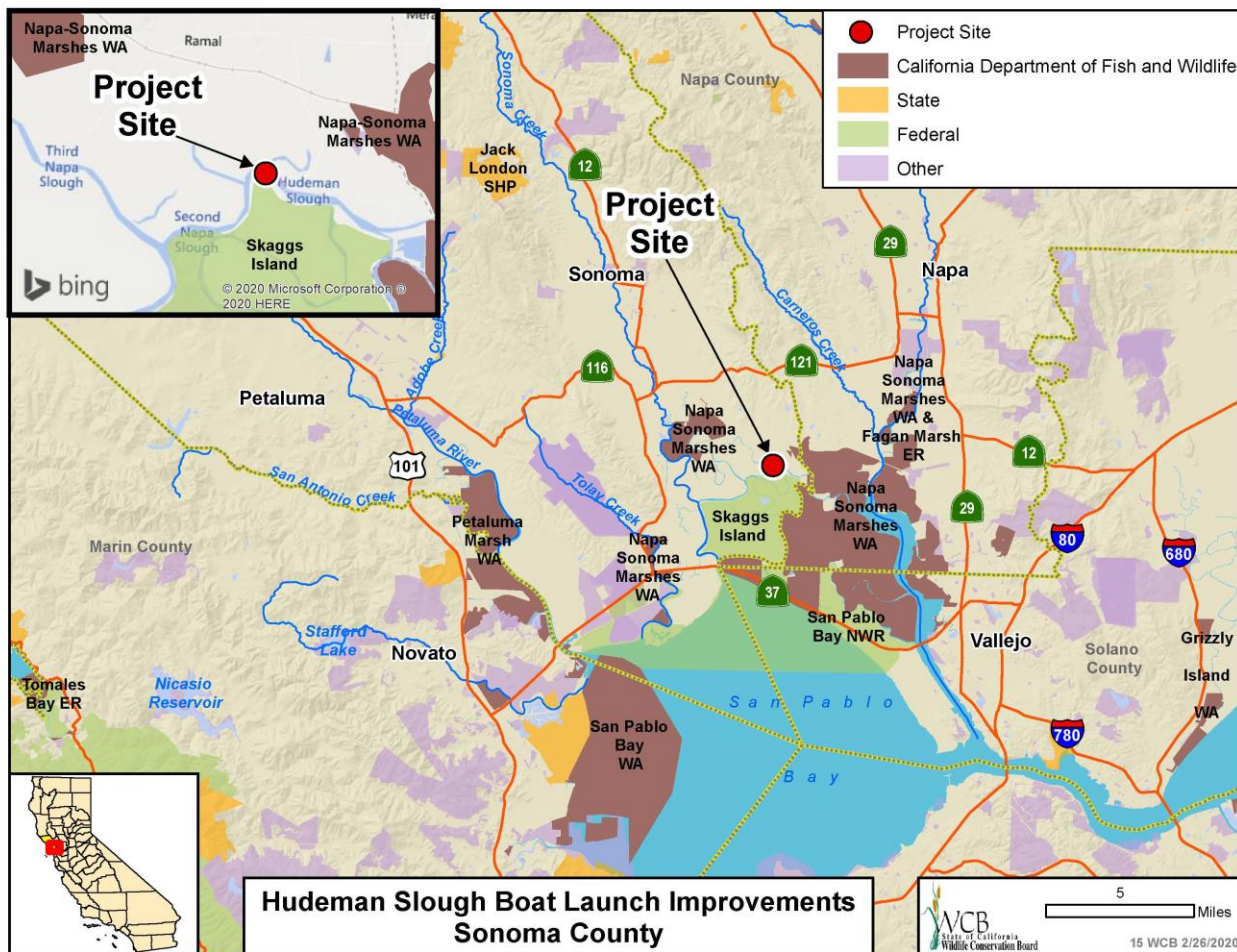 Napa-Sonoma
Marshes WA
Ramal
Project
Site
Napa-Sonoma
Marshes WA
Third
Napa
Slough
Hudeman
Slough
Second
Napa
Slough
Skaggs
Island
bing
© 2020 Microsoft Corporation ©
2020 HERE
Project Site
California Department of Fish and Wildlife
State
Federal
Other
Sonoma Creek
Napa County
Jack
London
SHP
12
Project
Site
29
Sonoma
Napa
Carneros Creek
Adobe Creek
116
121
Petaluma
Petaluma River
Napa
Sonoma
Marshes
WA &
Fagan Marsh
ER
Napa
Sonoma
Marshes
WA
101
12
San Antonio Creek
Tolay Creek
Petaluma
Marsh
WA
Skaggs
Island
Napa
Sonoma
Marshes
WA
29
80
680
Marin County
Napa
Sonoma
Marshes
WA
37
San Pablo
Bay NWR
Stafford
Lake
Novato
Vallejo
Solano
County
Grizzly
Island
WA
Tomales
Bay ER
Nicasio
Reservoir
San Pablo
Bay
San Pablo
Bay
WA
780
Hudeman Slough Boat Launch Improvements
Sonoma County
WCB
State of California
Wildlife Conservation Board
5
Miles
15 WCB 2/26/2020